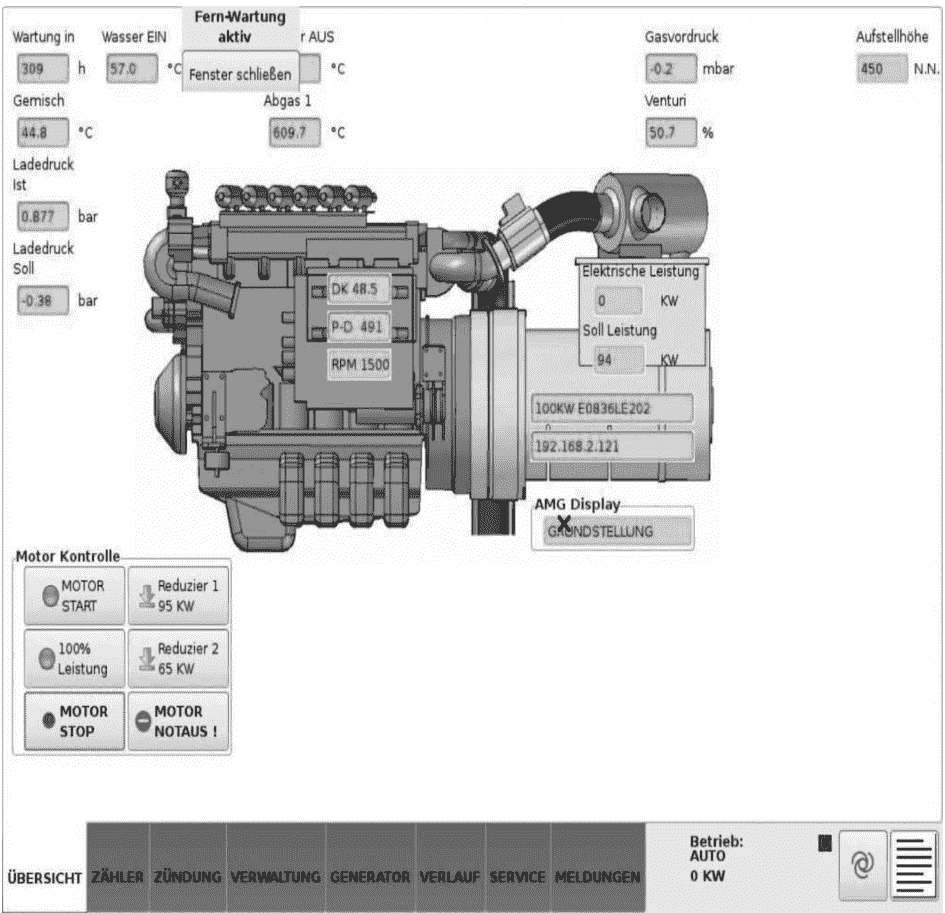 Fern-Wartung
aktiv
Fenster schließen
Wartung in
309 h
Wasser EIN
57.0 °C
r AUS
°C
Gasvordruck
-0.2 mbar
Aufstellhöhe
450 N.N.
Gemisch
44.8 °C
Abgas 1
609.7 °C
Venturi
50.7 %
Ladedruck
Ist
0.877 bar
Ladedruck
Soll
-0.38 bar
DK 48.5
P-D 491
RPM 1500
Elektrische Leistung
0 KW
Soll Leistung
94 KW
100KW E0836LE202
192.168.2.121
AMG Display
GRUNDSTELLUNG
Motor Kontrolle
MOTOR
START
Reduzier 1
95 KW
100%
Leistung
Reduzier 2
65 KW
MOTOR
STOP
MOTOR
NOTAUS !
ÜBERSICHT ZÄHLER ZÜNDUNG VERWALTUNG GENERATOR VERLAUF SERVICE MELDUNGEN
Betrieb:
AUTO
0 KW